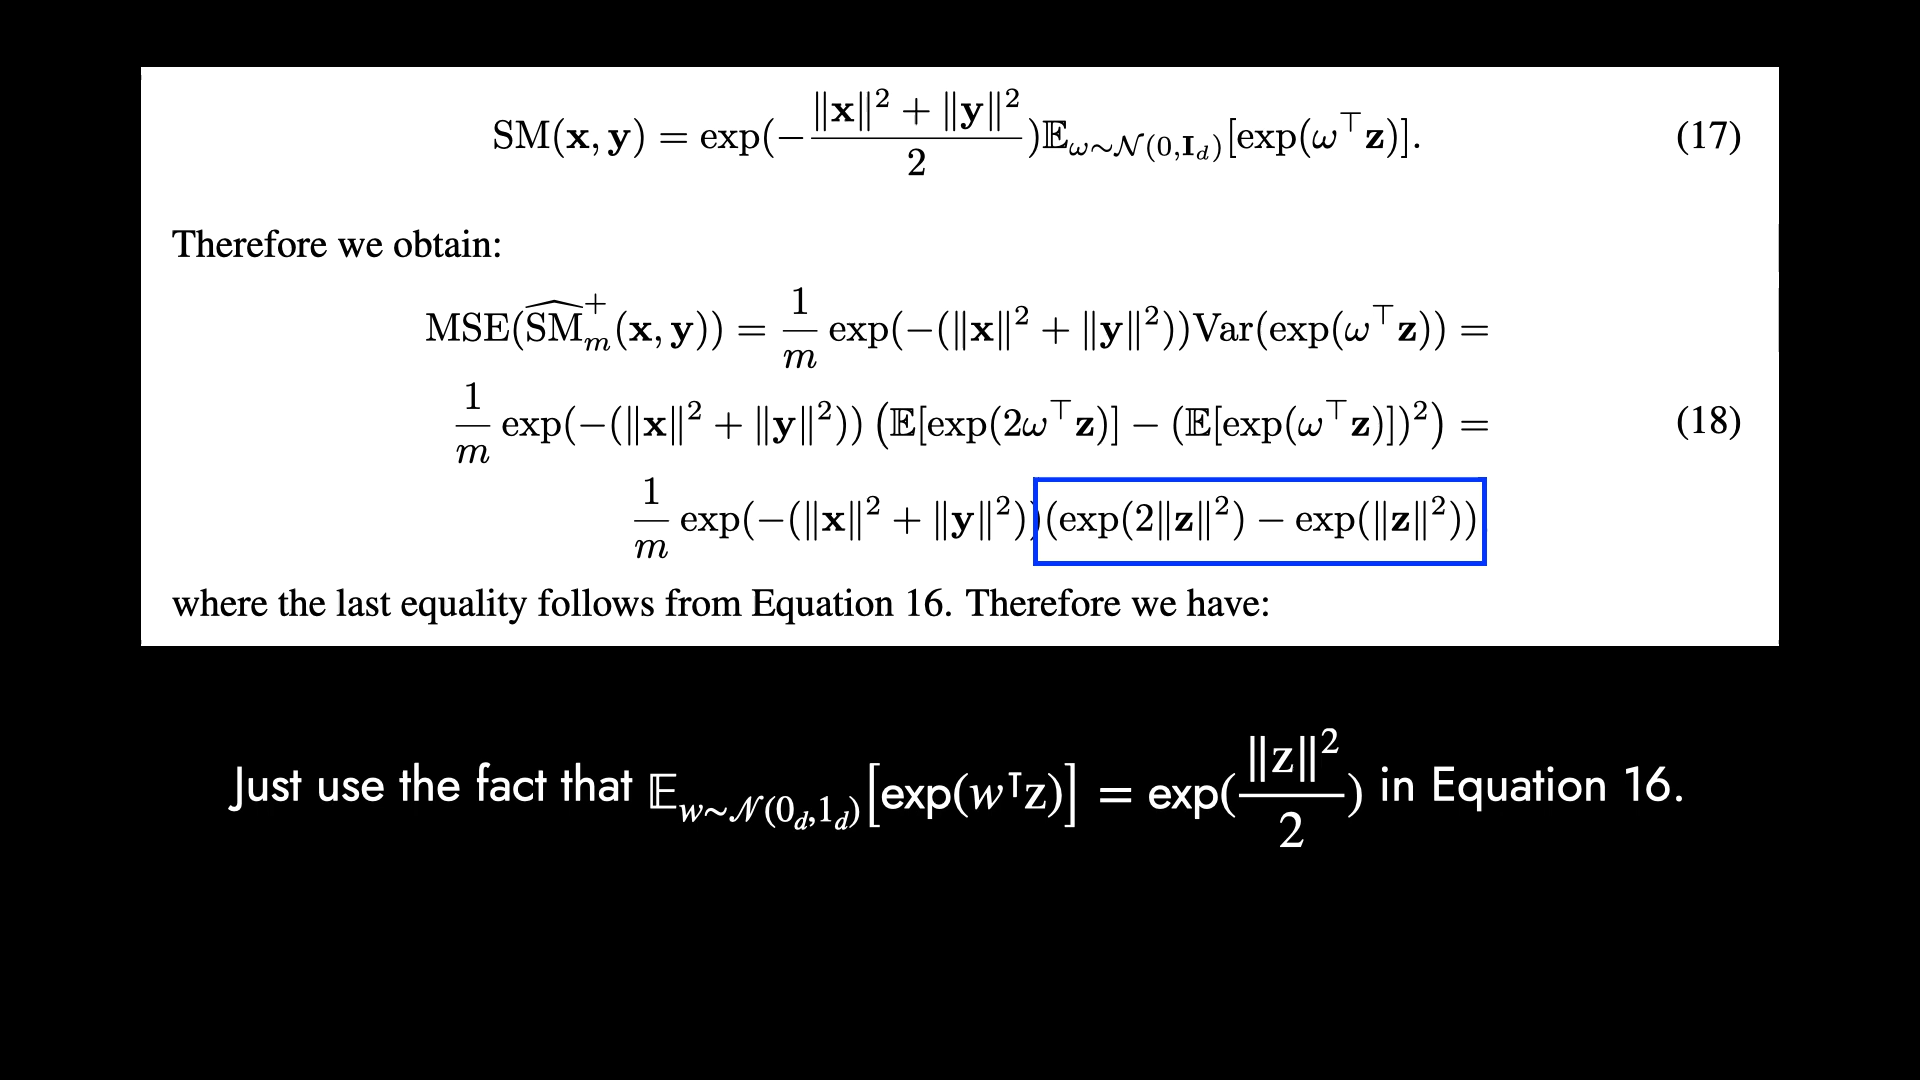 SM(x, y) = exp(−‖x‖² + ‖y‖² / 2)𝔼_{ω∼𝒩(0,I_d)}[exp(ω^⊤z)]. (17)
Therefore we obtain:
MSE(\widehat{SM}_m^+(x, y)) = 1/m exp(−(‖x‖² + ‖y‖²))Var(exp(ω^⊤z)) =
1/m exp(−(‖x‖² + ‖y‖²)) (𝔼[exp(2ω^⊤z)] − (𝔼[exp(ω^⊤z)])²) = (18)
1/m exp(−(‖x‖² + ‖y‖²))(exp(2‖z‖²) − exp(‖z‖²))
where the last equality follows from Equation 16. Therefore we have:
Just use the fact that 𝔼_{w∼𝒩(0_d,1_d)}[exp(w^⊤z)] = exp(‖z‖²/2) in Equation 16.